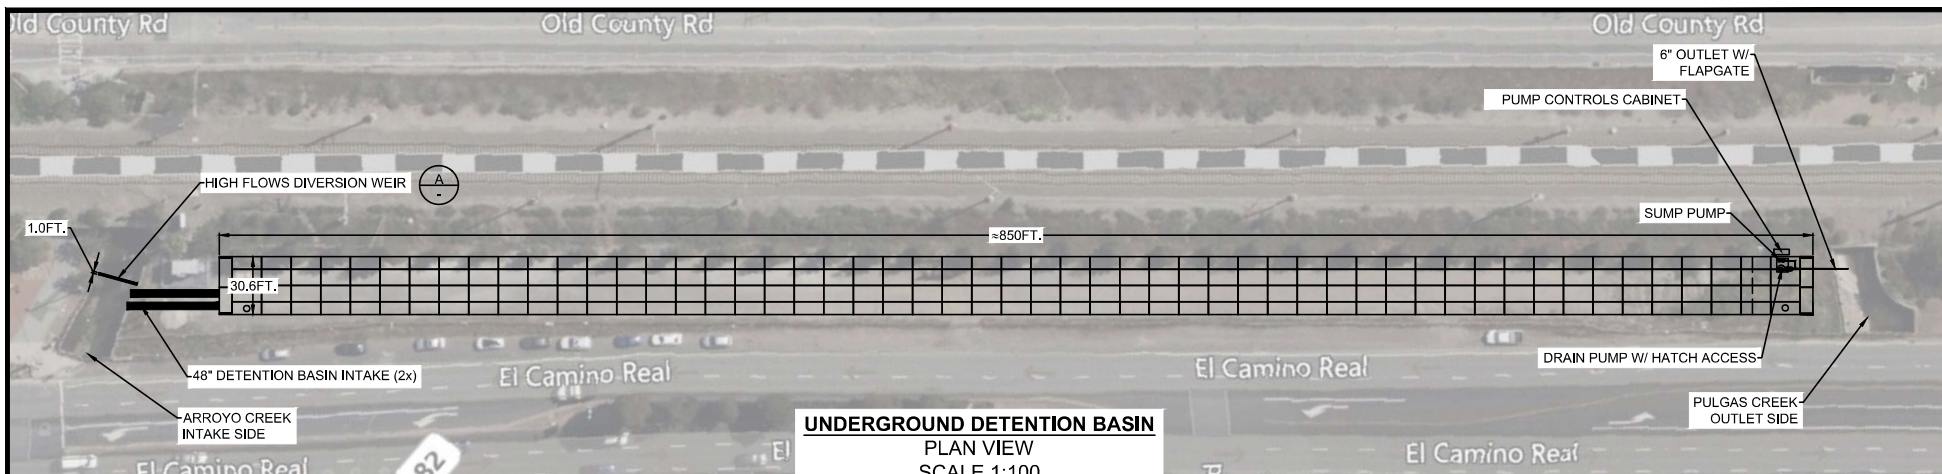 Old County Rd
Old County Rd
Old County Rd
6" OUTLET W/
FLAPGATE
PUMP CONTROLS CABINET
HIGH FLOWS DIVERSION WEIR
A
-
SUMP PUMP
1.0FT.
≈850FT.
30.6FT.
48" DETENTION BASIN INTAKE (2x)
El Camino Real
El Camino Real
DRAIN PUMP W/ HATCH ACCESS
ARROYO CREEK
INTAKE SIDE
PULGAS CREEK
OUTLET SIDE
UNDERGROUND DETENTION BASIN
PLAN VIEW
SCALE 1:100
El Camino Real
82
El
El Camino Real